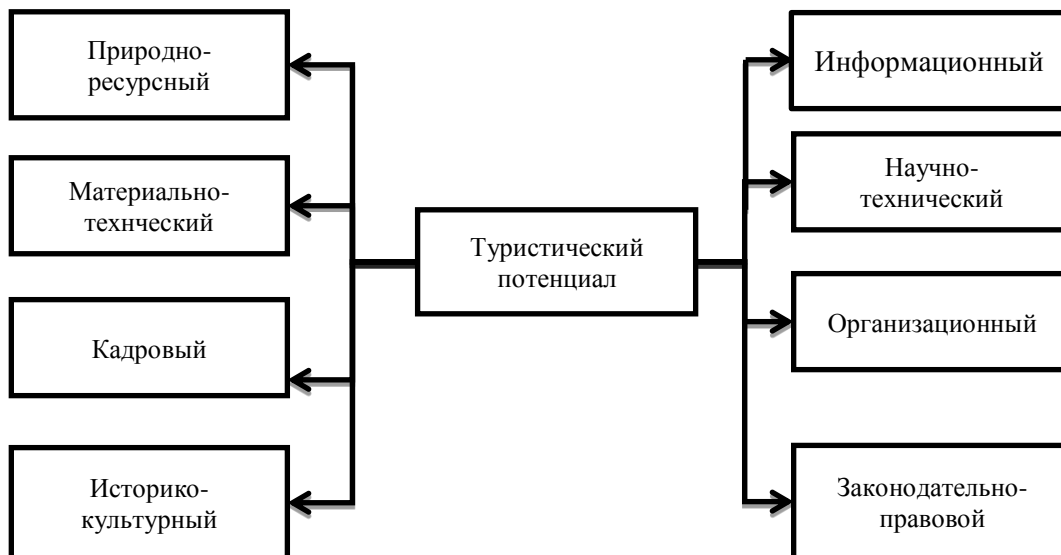 Природно-
ресурсный
Материально-
технческий
Кадровый
Историко-
культурный
Туристический
потенциал
Информационный
Научно-
технический
Организационный
Законодательно-
правовой